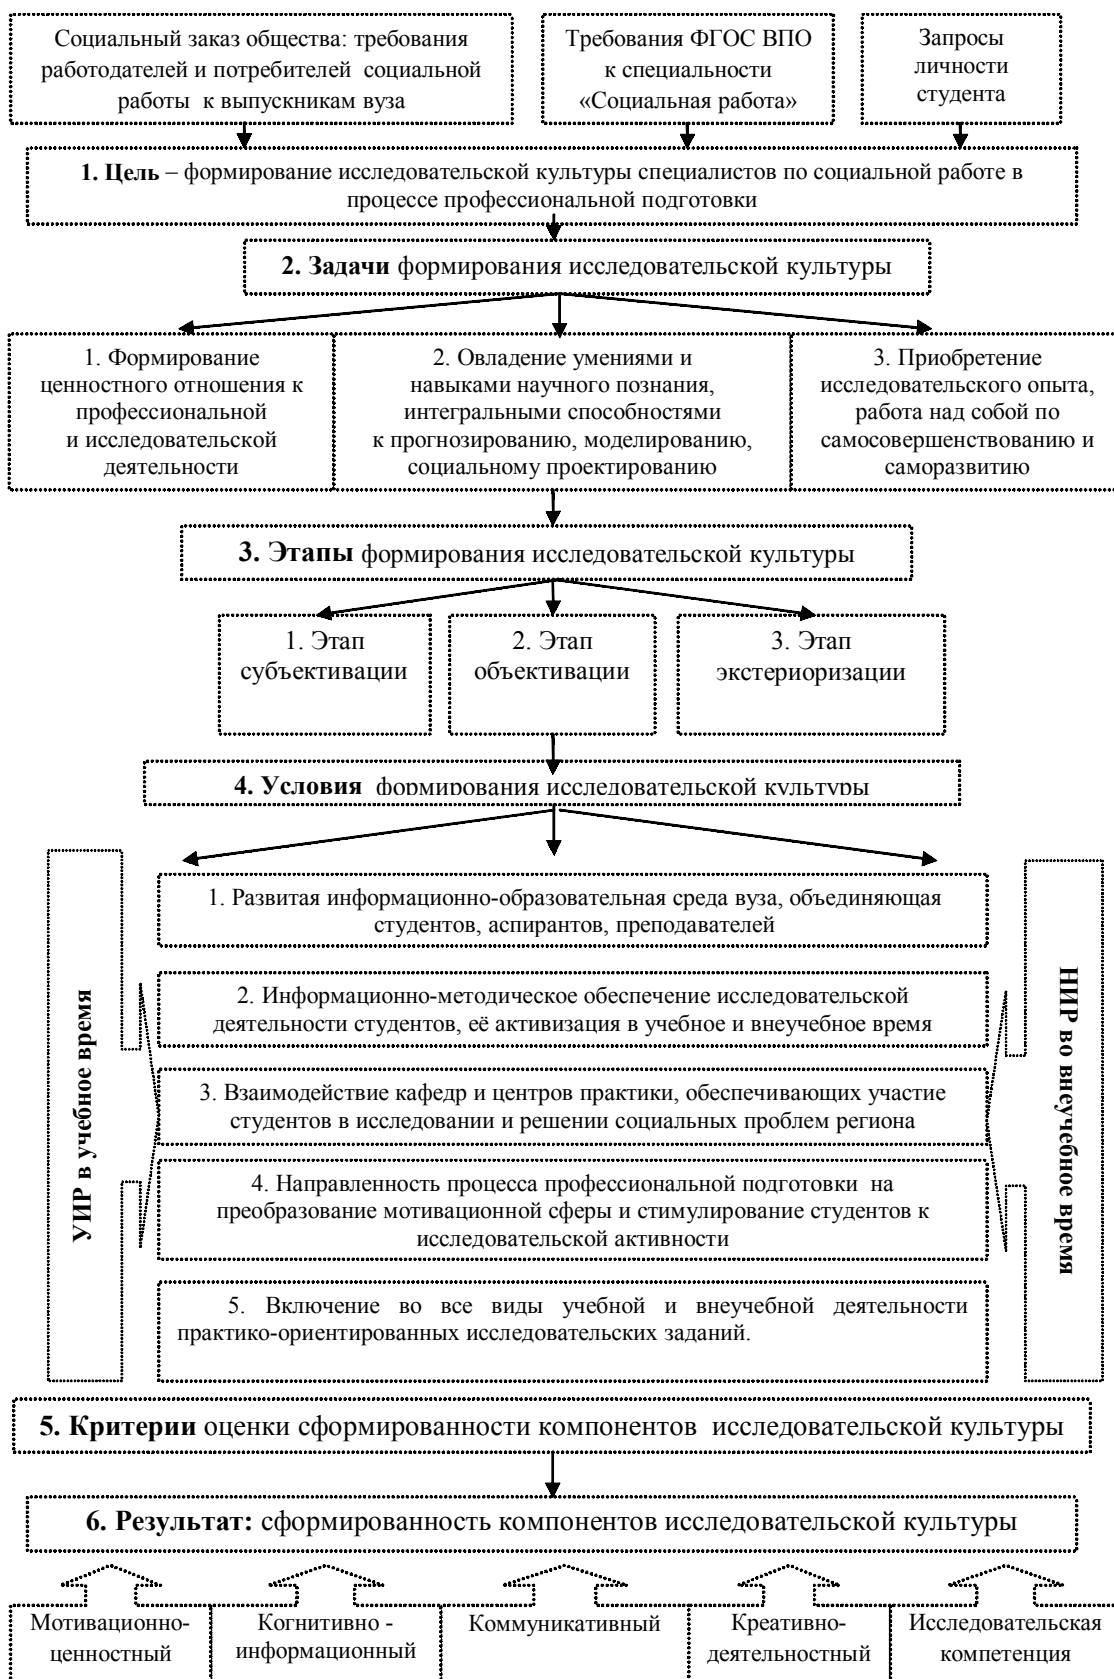 Социальный заказ общества: требования
работодателей и потребителей социальной
работы к выпускникам вуза
Требования ФГОС ВПО
к специальности
«Социальная работа»
Запросы
личности
студента
1. Цель – формирование исследовательской культуры специалистов по социальной работе в
процессе профессиональной подготовки
2. Задачи формирования исследовательской культуры
1. Формирование
ценностного отношения к
профессиональной
и исследовательской
деятельности
2. Овладение умениями и
навыками научного познания,
интегральными способностями
к прогнозированию, моделированию,
социальному проектированию
3. Приобретение
исследовательского опыта,
работа над собой по
самосовершенствованию и
саморазвитию
3. Этапы формирования исследовательской культуры
1. Этап
субъективации
2. Этап
объективации
3. Этап
экстериоризации
4. Условия формирования исследовательской культуры
УИР в учебное время
1. Развитая информационно-образовательная среда вуза, объединяющая
студентов, аспирантов, преподавателей
2. Информационно-методическое обеспечение исследовательской
деятельности студентов, её активизация в учебное и внеучебное время
3. Взаимодействие кафедр и центров практики, обеспечивающих участие
студентов в исследовании и решении социальных проблем региона
4. Направленность процесса профессиональной подготовки на
преобразование мотивационной сферы и стимулирование студентов к
исследовательской активности
5. Включение во все виды учебной и внеучебной деятельности
практико-ориентированных исследовательских заданий.
НИР во внеучебное время
5. Критерии оценки сформированности компонентов исследовательской культуры
6. Результат: сформированность компонентов исследовательской культуры
Мотивационно-
ценностный
Когнитивно -
информационный
Коммуникативный
Креативно-
деятельностный
Исследовательская
компетенция